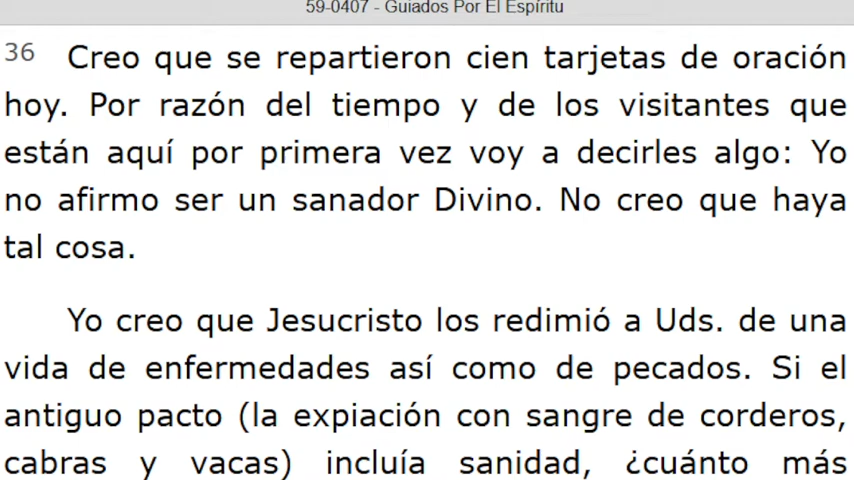 59-0407 - Guiados Por El Espíritu
36 Creo que se repartieron cien tarjetas de oración
hoy. Por razón del tiempo y de los visitantes que
están aquí por primera vez voy a decirles algo: Yo
no afirmo ser un sanador Divino. No creo que haya
tal cosa.
Yo creo que Jesucristo los redimió a Uds. de una
vida de enfermedades así como de pecados. Si el
antiguo pacto (la expiación con sangre de corderos,
cabras y vacas) incluía sanidad, ¿cuánto más